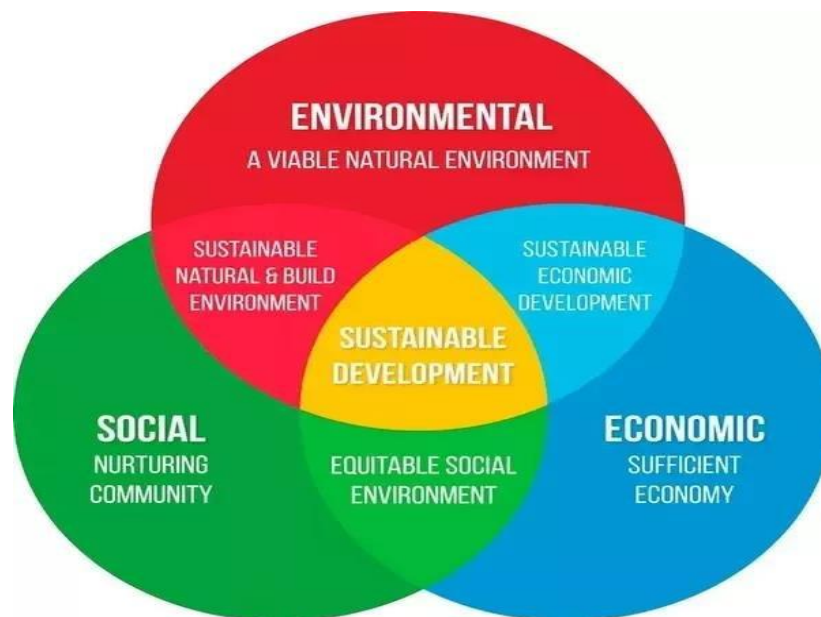 ENVIRONMENTAL
A VIABLE NATURAL ENVIRONMENT
SUSTAINABLE
NATURAL & BUILD
ENVIRONMENT
SUSTAINABLE
ECONOMIC
DEVELOPMENT
SUSTAINABLE
DEVELOPMENT
SOCIAL
NURTURING
COMMUNITY
EQUITABLE SOCIAL
ENVIRONMENT
ECONOMIC
SUFFICIENT
ECONOMY